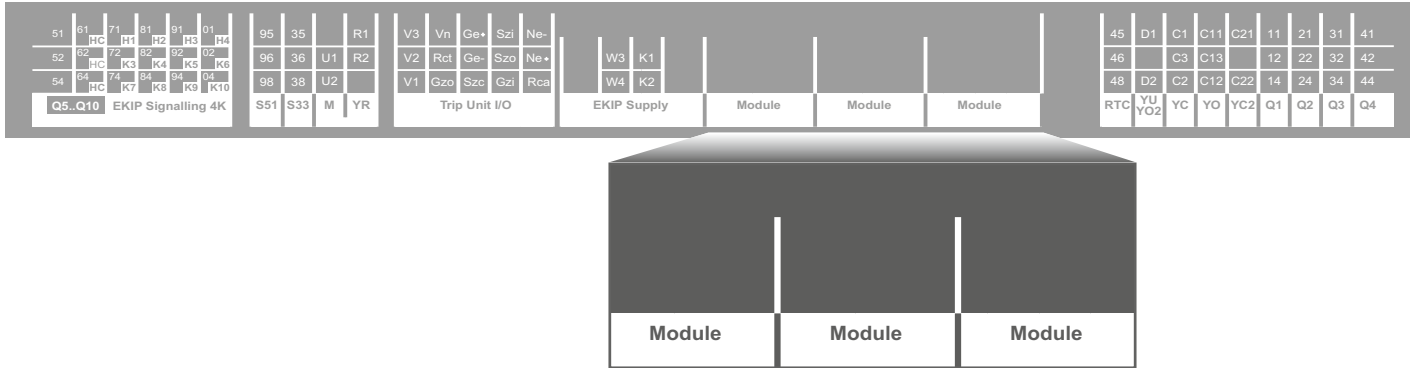 51 61 HC 71 H1 81 H2 91 H3 01 H4 95 35 R1 V3 Vn Ge+ Szi Ne- 45 D1 C1 C11 C21 11 21 31 41
52 62 HC 72 K3 82 K4 92 K5 02 K6 96 36 U1 R2 V2 Rct Ge- Szo Ne+ W3 K1 46 C3 C13 12 22 32 42
54 64 HC 74 K7 84 K8 94 K9 04 K10 98 38 U2 V1 Gzo Szc Gzi Rca W4 K2 48 D2 C2 C12 C22 14 24 34 44
Q5..Q10 EKIP Signalling 4K S51 S33 M YR Trip Unit I/O EKIP Supply Module Module Module RTC YU YO2 YC YO YC2 Q1 Q2 Q3 Q4
Module Module Module